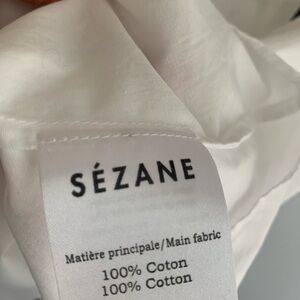 SÉZANE
Matière principale/Main fabric
100% Coton
100% Cotton